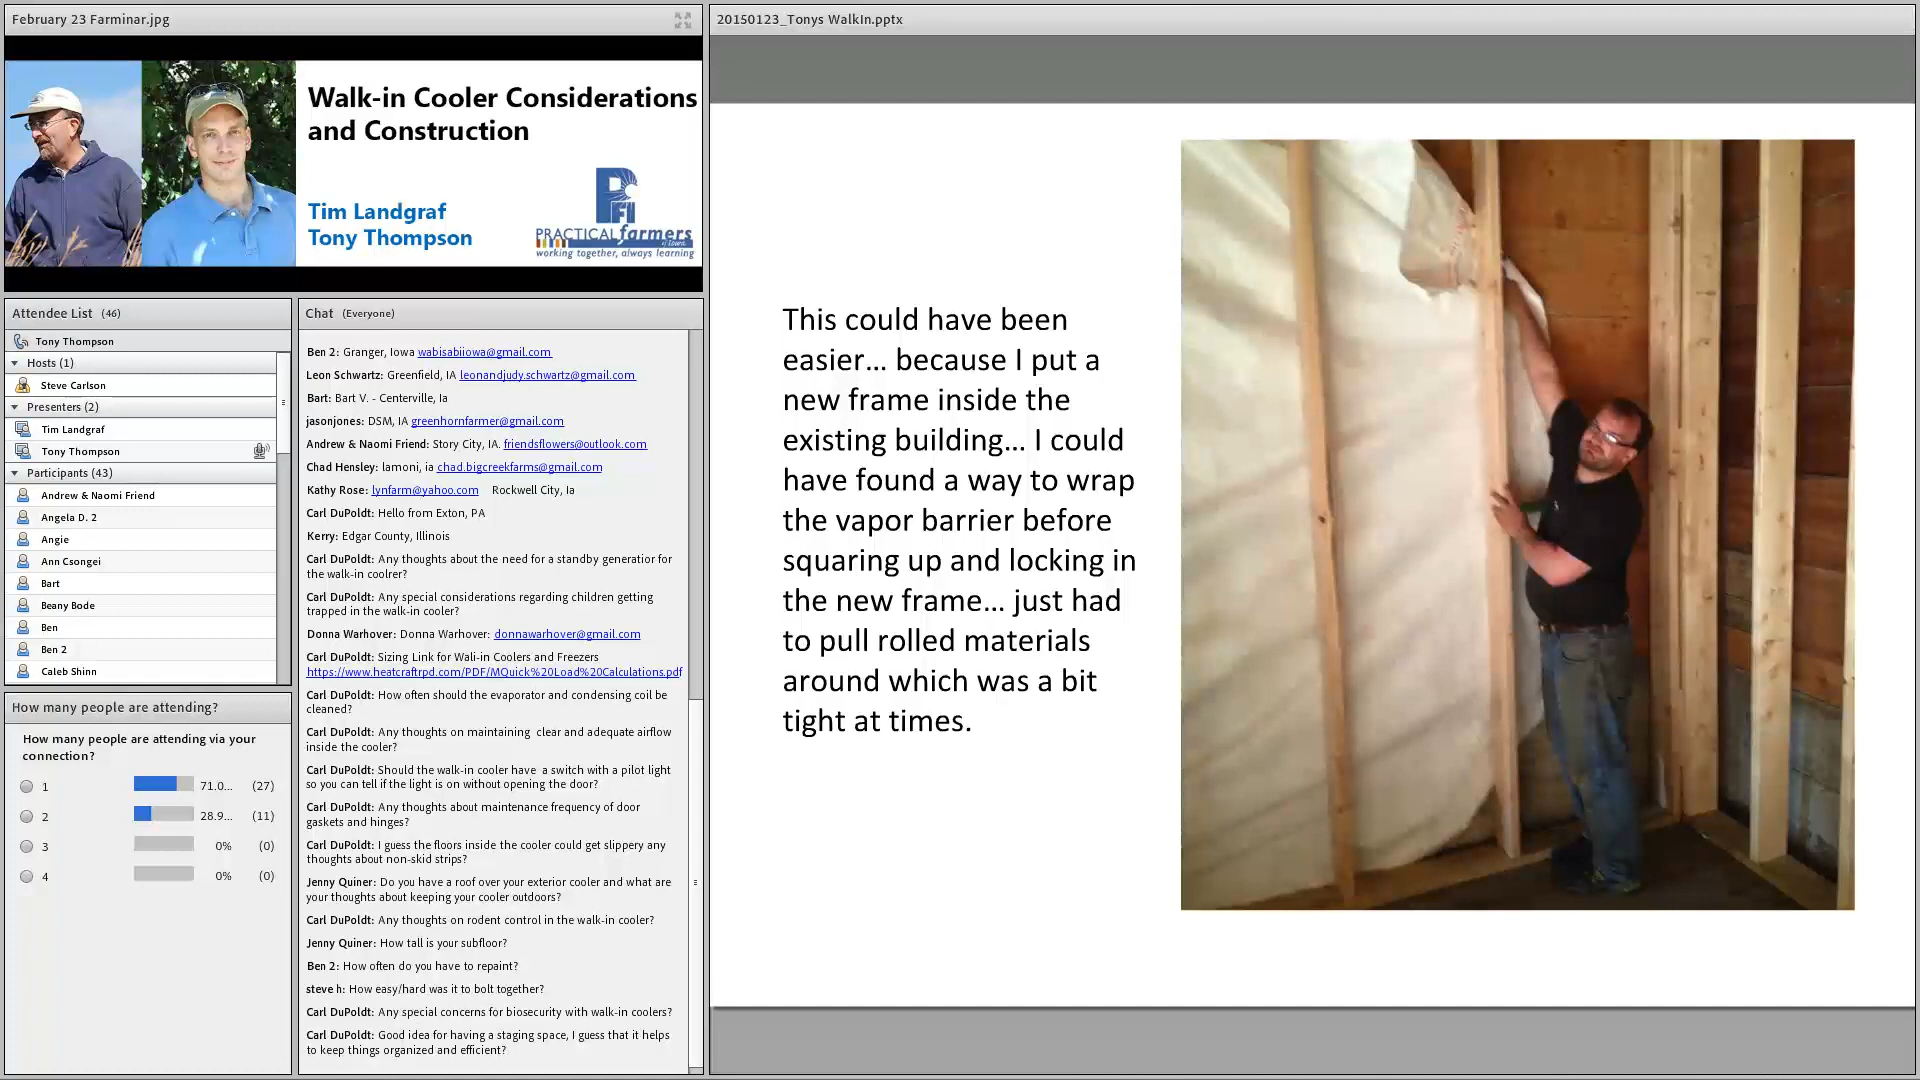 February 23 Farminar.jpg
Walk-in Cooler Considerations
and Construction
Tim Landgraf
Tony Thompson
PFI
PRACTICAL farmers
of Iowa
working together, always learning
Attendee List (46)
Tony Thompson
Hosts (1)
Steve Carlson
Presenters (2)
Tim Landgraf
Tony Thompson
Participants (43)
Andrew & Naomi Friend
Angela D. 2
Angie
Ann Csongei
Bart
Beany Bode
Ben
Ben 2
Caleb Shinn
How many people are attending?
How many people are attending via your
connection?
1 71.0... (27)
2 28.9... (11)
3 0% (0)
4 0% (0)
Chat (Everyone)
Ben 2: Granger, Iowa wabisabiiowa@gmail.com
Leon Schwartz: Greenfield, IA leonandjudy.schwartz@gmail.com
Bart: Bart V. - Centerville, Ia
jasonjones: DSM, IA greenhornfarmer@gmail.com
Andrew & Naomi Friend: Story City, IA. friendsflowers@outlook.com
Chad Hensley: lamoni, ia chad.bigcreekfarms@gmail.com
Kathy Rose: lynfarm@yahoo.com Rockwell City, Ia
Carl DuPoldt: Hello from Exton, PA
Kerry: Edgar County, Illinois
Carl DuPoldt: Any thoughts about the need for a standby generatior for
the walk-in coolrer?
Carl DuPoldt: Any special considerations regarding children getting
trapped in the walk-in cooler?
Donna Warhover: Donna Warhover: donnawarhover@gmail.com
Carl DuPoldt: Sizing Link for Wali-in Coolers and Freezers
https://www.heatcraftrpd.com/PDF/MQuick%20Load%20Calculations.pdf
Carl DuPoldt: How often should the evaporator and condensing coil be
cleaned?
Carl DuPoldt: Any thoughts on maintaining clear and adequate airflow
inside the cooler?
Carl DuPoldt: Should the walk-in cooler have a switch with a pilot light
so you can tell if the light is on without opening the door?
Carl DuPoldt: Any thoughts about maintenance frequency of door
gaskets and hinges?
Carl DuPoldt: I guess the floors inside the cooler could get slippery any
thoughts about non-skid strips?
Jenny Quiner: Do you have a roof over your exterior cooler and what are
your thoughts about keeping your cooler outdoors?
Carl DuPoldt: Any thoughts on rodent control in the walk-in cooler?
Jenny Quiner: How tall is your subfloor?
Ben 2: How often do you have to repaint?
steve h: How easy/hard was it to bolt together?
Carl DuPoldt: Any special concerns for biosecurity with walk-in coolers?
Carl DuPoldt: Good idea for having a staging space, I guess that it helps
to keep things organized and efficient?
20150123_Tonys WalkIn.pptx
This could have been
easier... because I put a
new frame inside the
existing building... I could
have found a way to wrap
the vapor barrier before
squaring up and locking in
the new frame... just had
to pull rolled materials
around which was a bit
tight at times.